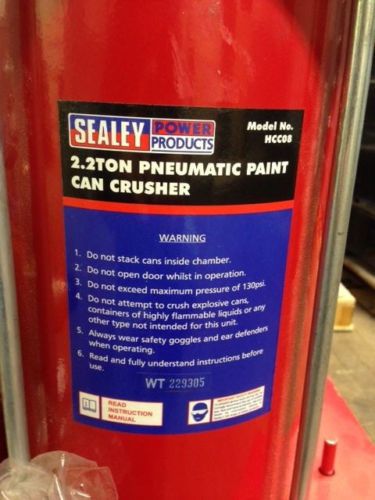 SEALEY POWER PRODUCTS
Model No.
HCC08
2.2TON PNEUMATIC PAINT
CAN CRUSHER
WARNING
1. Do not stack cans inside chamber.
2. Do not open door whilst in operation.
3. Do not exceed maximum pressure of 130psi.
4. Do not attempt to crush explosive cans,
containers of highly flammable liquids or any
other type not intended for this unit.
5. Always wear safety goggles and ear defenders
when operating.
6. Read and fully understand instructions before
use.
WT 229305
READ
INSTRUCTION
MANUAL